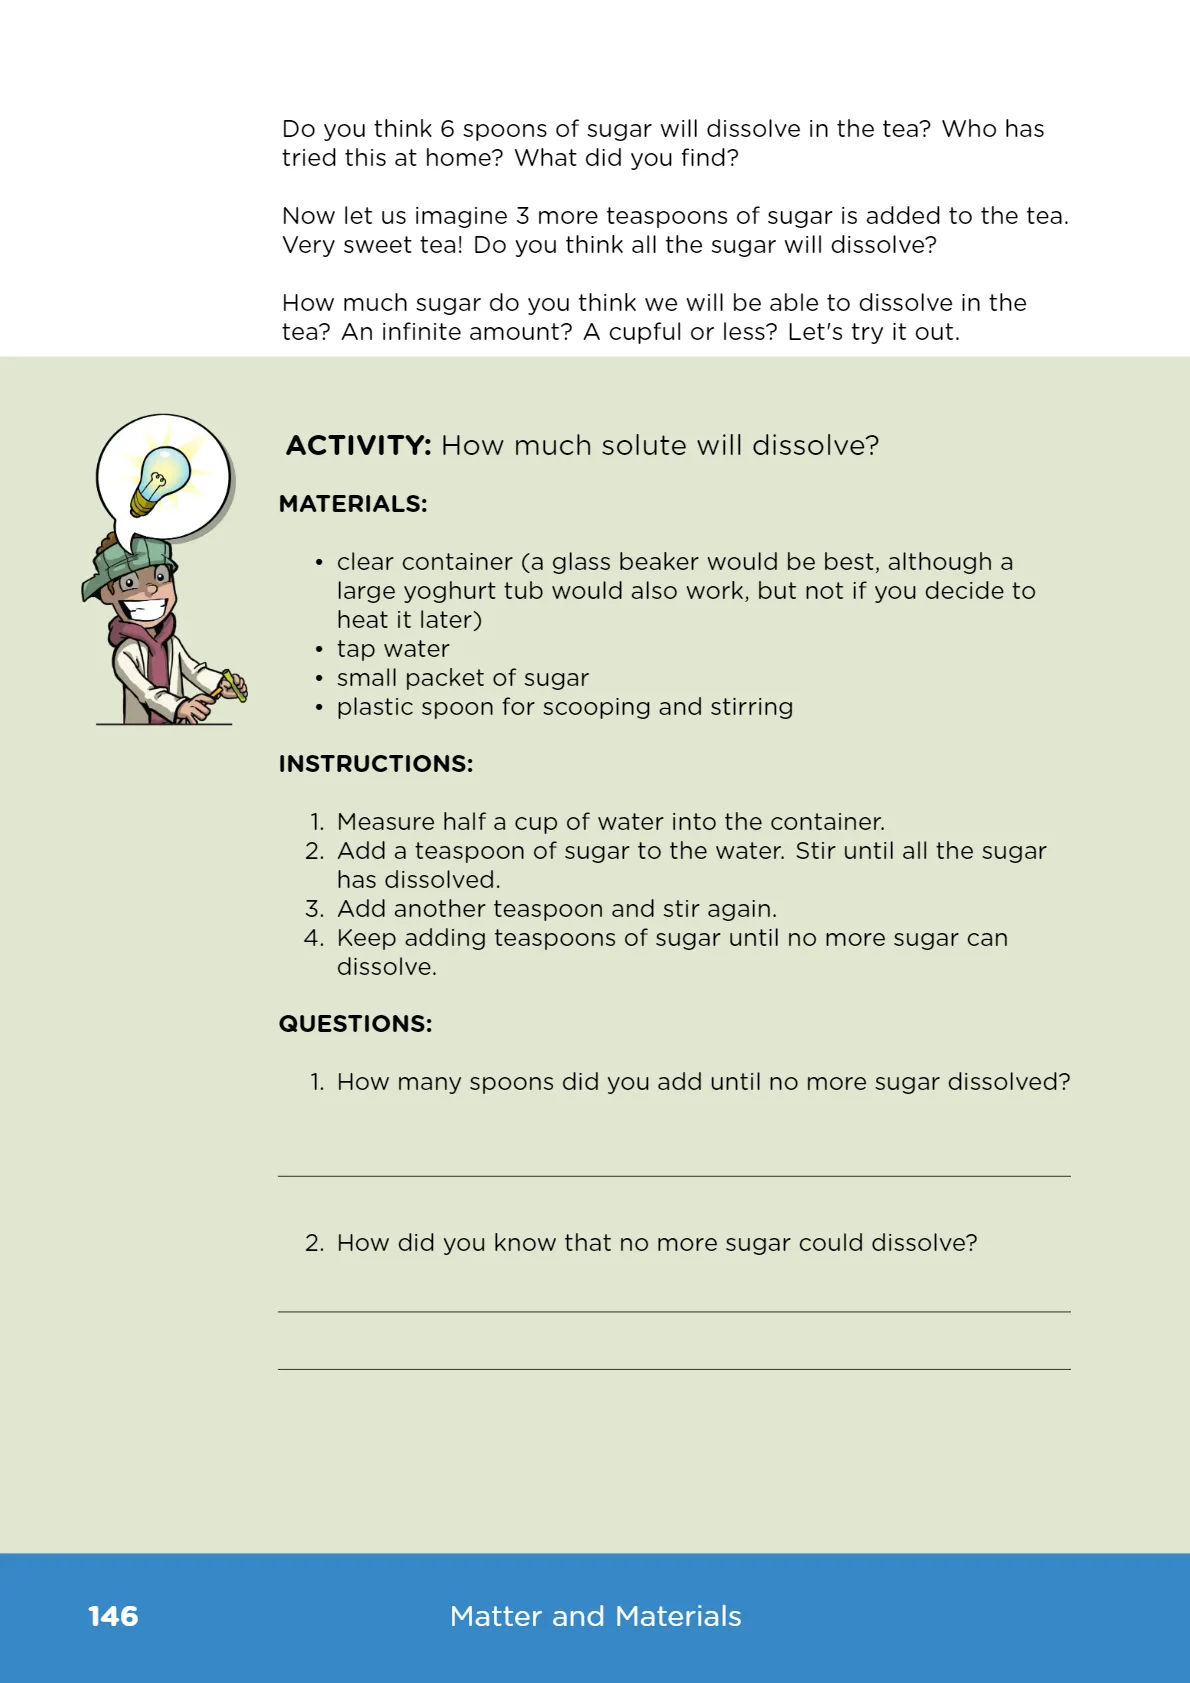 Do you think 6 spoons of sugar will dissolve in the tea? Who has
tried this at home? What did you find?
Now let us imagine 3 more teaspoons of sugar is added to the tea.
Very sweet tea! Do you think all the sugar will dissolve?
How much sugar do you think we will be able to dissolve in the
tea? An infinite amount? A cupful or less? Let's try it out.
ACTIVITY: How much solute will dissolve?
MATERIALS:
• clear container (a glass beaker would be best, although a
large yoghurt tub would also work, but not if you decide to
heat it later)
• tap water
• small packet of sugar
• plastic spoon for scooping and stirring
INSTRUCTIONS:
1. Measure half a cup of water into the container.
2. Add a teaspoon of sugar to the water. Stir until all the sugar
has dissolved.
3. Add another teaspoon and stir again.
4. Keep adding teaspoons of sugar until no more sugar can
dissolve.
QUESTIONS:
1. How many spoons did you add until no more sugar dissolved?
2. How did you know that no more sugar could dissolve?
146 Matter and Materials